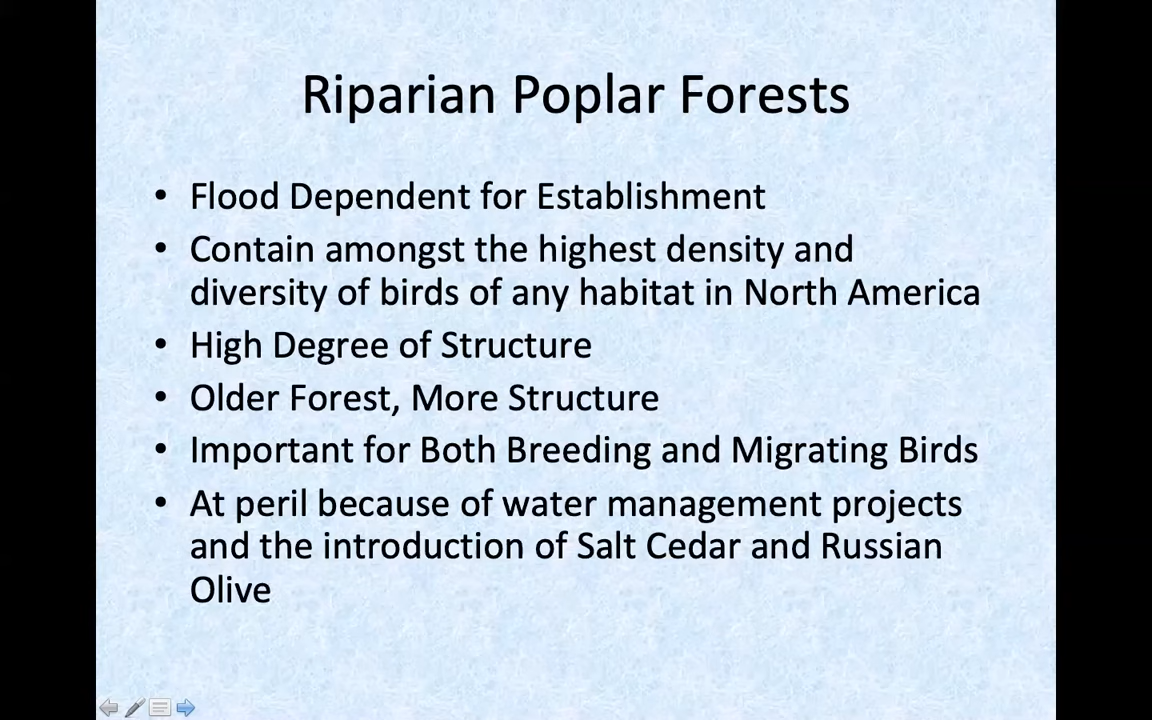 Riparian Poplar Forests
• Flood Dependent for Establishment
• Contain amongst the highest density and
diversity of birds of any habitat in North America
• High Degree of Structure
• Older Forest, More Structure
• Important for Both Breeding and Migrating Birds
• At peril because of water management projects
and the introduction of Salt Cedar and Russian
Olive